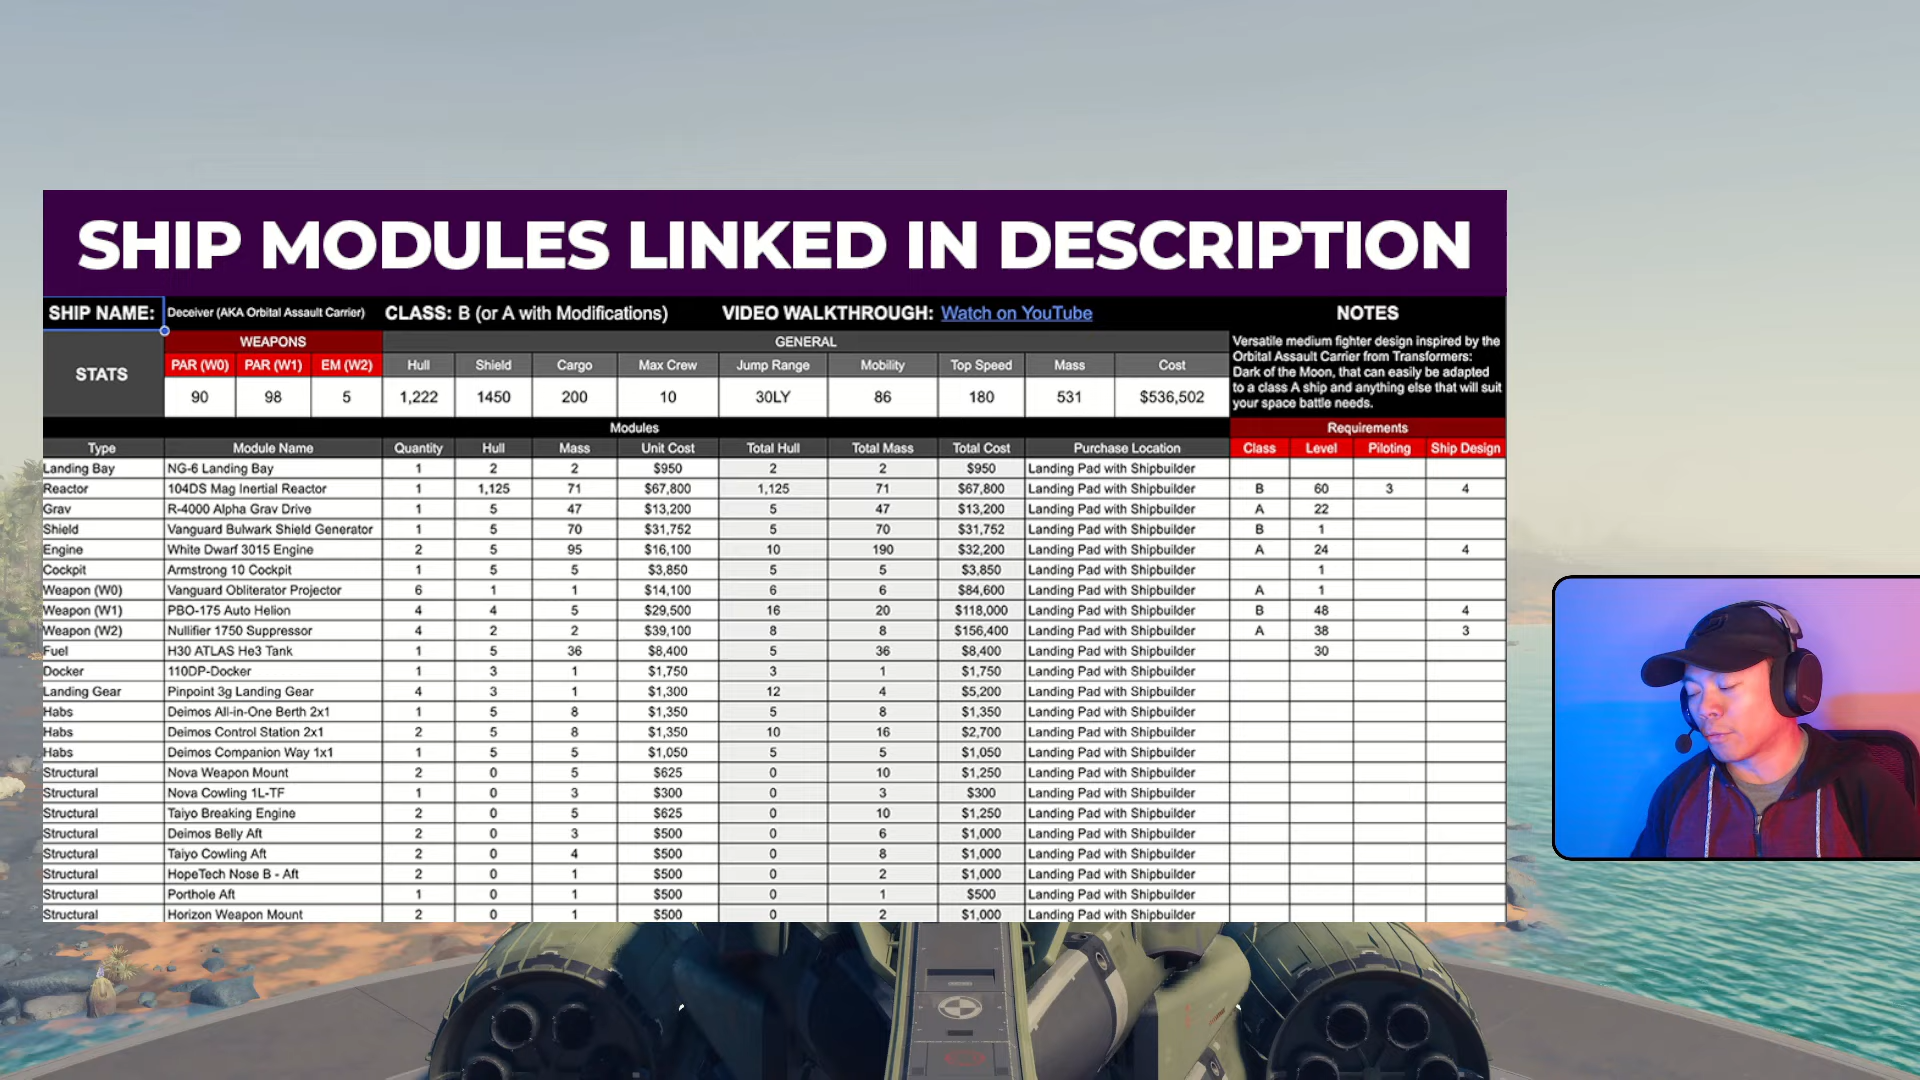 SHIP MODULES LINKED IN DESCRIPTION
SHIP NAME: Deceiver (AKA Orbital Assault Carrier) CLASS: B (or A with Modifications) VIDEO WALKTHROUGH: Watch on YouTube NOTES
WEAPONS GENERAL
Versatile medium fighter design inspired by the
Orbital Assault Carrier from Transformers:
Dark of the Moon, that can easily be adapted
to a class A ship and anything else that will suit
your space battle needs.
STATS PAR (W0) PAR (W1) EM (W2) Hull Shield Cargo Max Crew Jump Range Mobility Top Speed Mass Cost
90 98 5 1,222 1450 200 10 30LY 86 180 531 $536,502
Modules Requirements
Type Module Name Quantity Hull Mass Unit Cost Total Hull Total Mass Total Cost Purchase Location Class Level Piloting Ship Design
Landing Bay NG-6 Landing Bay 1 2 2 $950 2 2 $950 Landing Pad with Shipbuilder
Reactor 104DS Mag Inertial Reactor 1 1,125 71 $67,800 1,125 71 $67,800 Landing Pad with Shipbuilder B 60 3 4
Grav R-4000 Alpha Grav Drive 1 5 47 $13,200 5 47 $13,200 Landing Pad with Shipbuilder A 22
Shield Vanguard Bulwark Shield Generator 1 5 70 $31,752 5 70 $31,752 Landing Pad with Shipbuilder B 1
Engine White Dwarf 3015 Engine 2 5 95 $16,100 10 190 $32,200 Landing Pad with Shipbuilder A 24 4
Cockpit Armstrong 10 Cockpit 1 5 5 $3,850 5 5 $3,850 Landing Pad with Shipbuilder 1
Weapon (W0) Vanguard Obliterator Projector 6 1 1 $14,100 6 6 $84,600 Landing Pad with Shipbuilder A 1
Weapon (W1) PBO-175 Auto Helion 4 4 5 $29,500 16 20 $118,000 Landing Pad with Shipbuilder B 48 4
Weapon (W2) Nullifier 1750 Suppressor 4 2 2 $39,100 8 8 $156,400 Landing Pad with Shipbuilder A 38 3
Fuel H30 ATLAS He3 Tank 1 5 36 $8,400 5 36 $8,400 Landing Pad with Shipbuilder 30
Docker 110DP-Docker 1 3 1 $1,750 3 1 $1,750 Landing Pad with Shipbuilder
Landing Gear Pinpoint 3g Landing Gear 4 3 1 $1,300 12 4 $5,200 Landing Pad with Shipbuilder
Habs Deimos All-in-One Berth 2x1 1 5 8 $1,350 5 8 $1,350 Landing Pad with Shipbuilder
Habs Deimos Control Station 2x1 2 5 8 $1,350 10 16 $2,700 Landing Pad with Shipbuilder
Habs Deimos Companion Way 1x1 1 5 5 $1,050 5 5 $1,050 Landing Pad with Shipbuilder
Structural Nova Weapon Mount 2 0 5 $625 0 10 $1,250 Landing Pad with Shipbuilder
Structural Nova Cowling 1L-TF 1 0 3 $300 0 3 $300 Landing Pad with Shipbuilder
Structural Taiyo Breaking Engine 2 0 5 $625 0 10 $1,250 Landing Pad with Shipbuilder
Structural Deimos Belly Aft 2 0 3 $500 0 6 $1,000 Landing Pad with Shipbuilder
Structural Taiyo Cowling Aft 2 0 4 $500 0 8 $1,000 Landing Pad with Shipbuilder
Structural HopeTech Nose B - Aft 2 0 1 $500 0 2 $1,000 Landing Pad with Shipbuilder
Structural Porthole Aft 1 0 1 $500 0 1 $500 Landing Pad with Shipbuilder
Structural Horizon Weapon Mount 2 0 1 $500 0 2 $1,000 Landing Pad with Shipbuilder